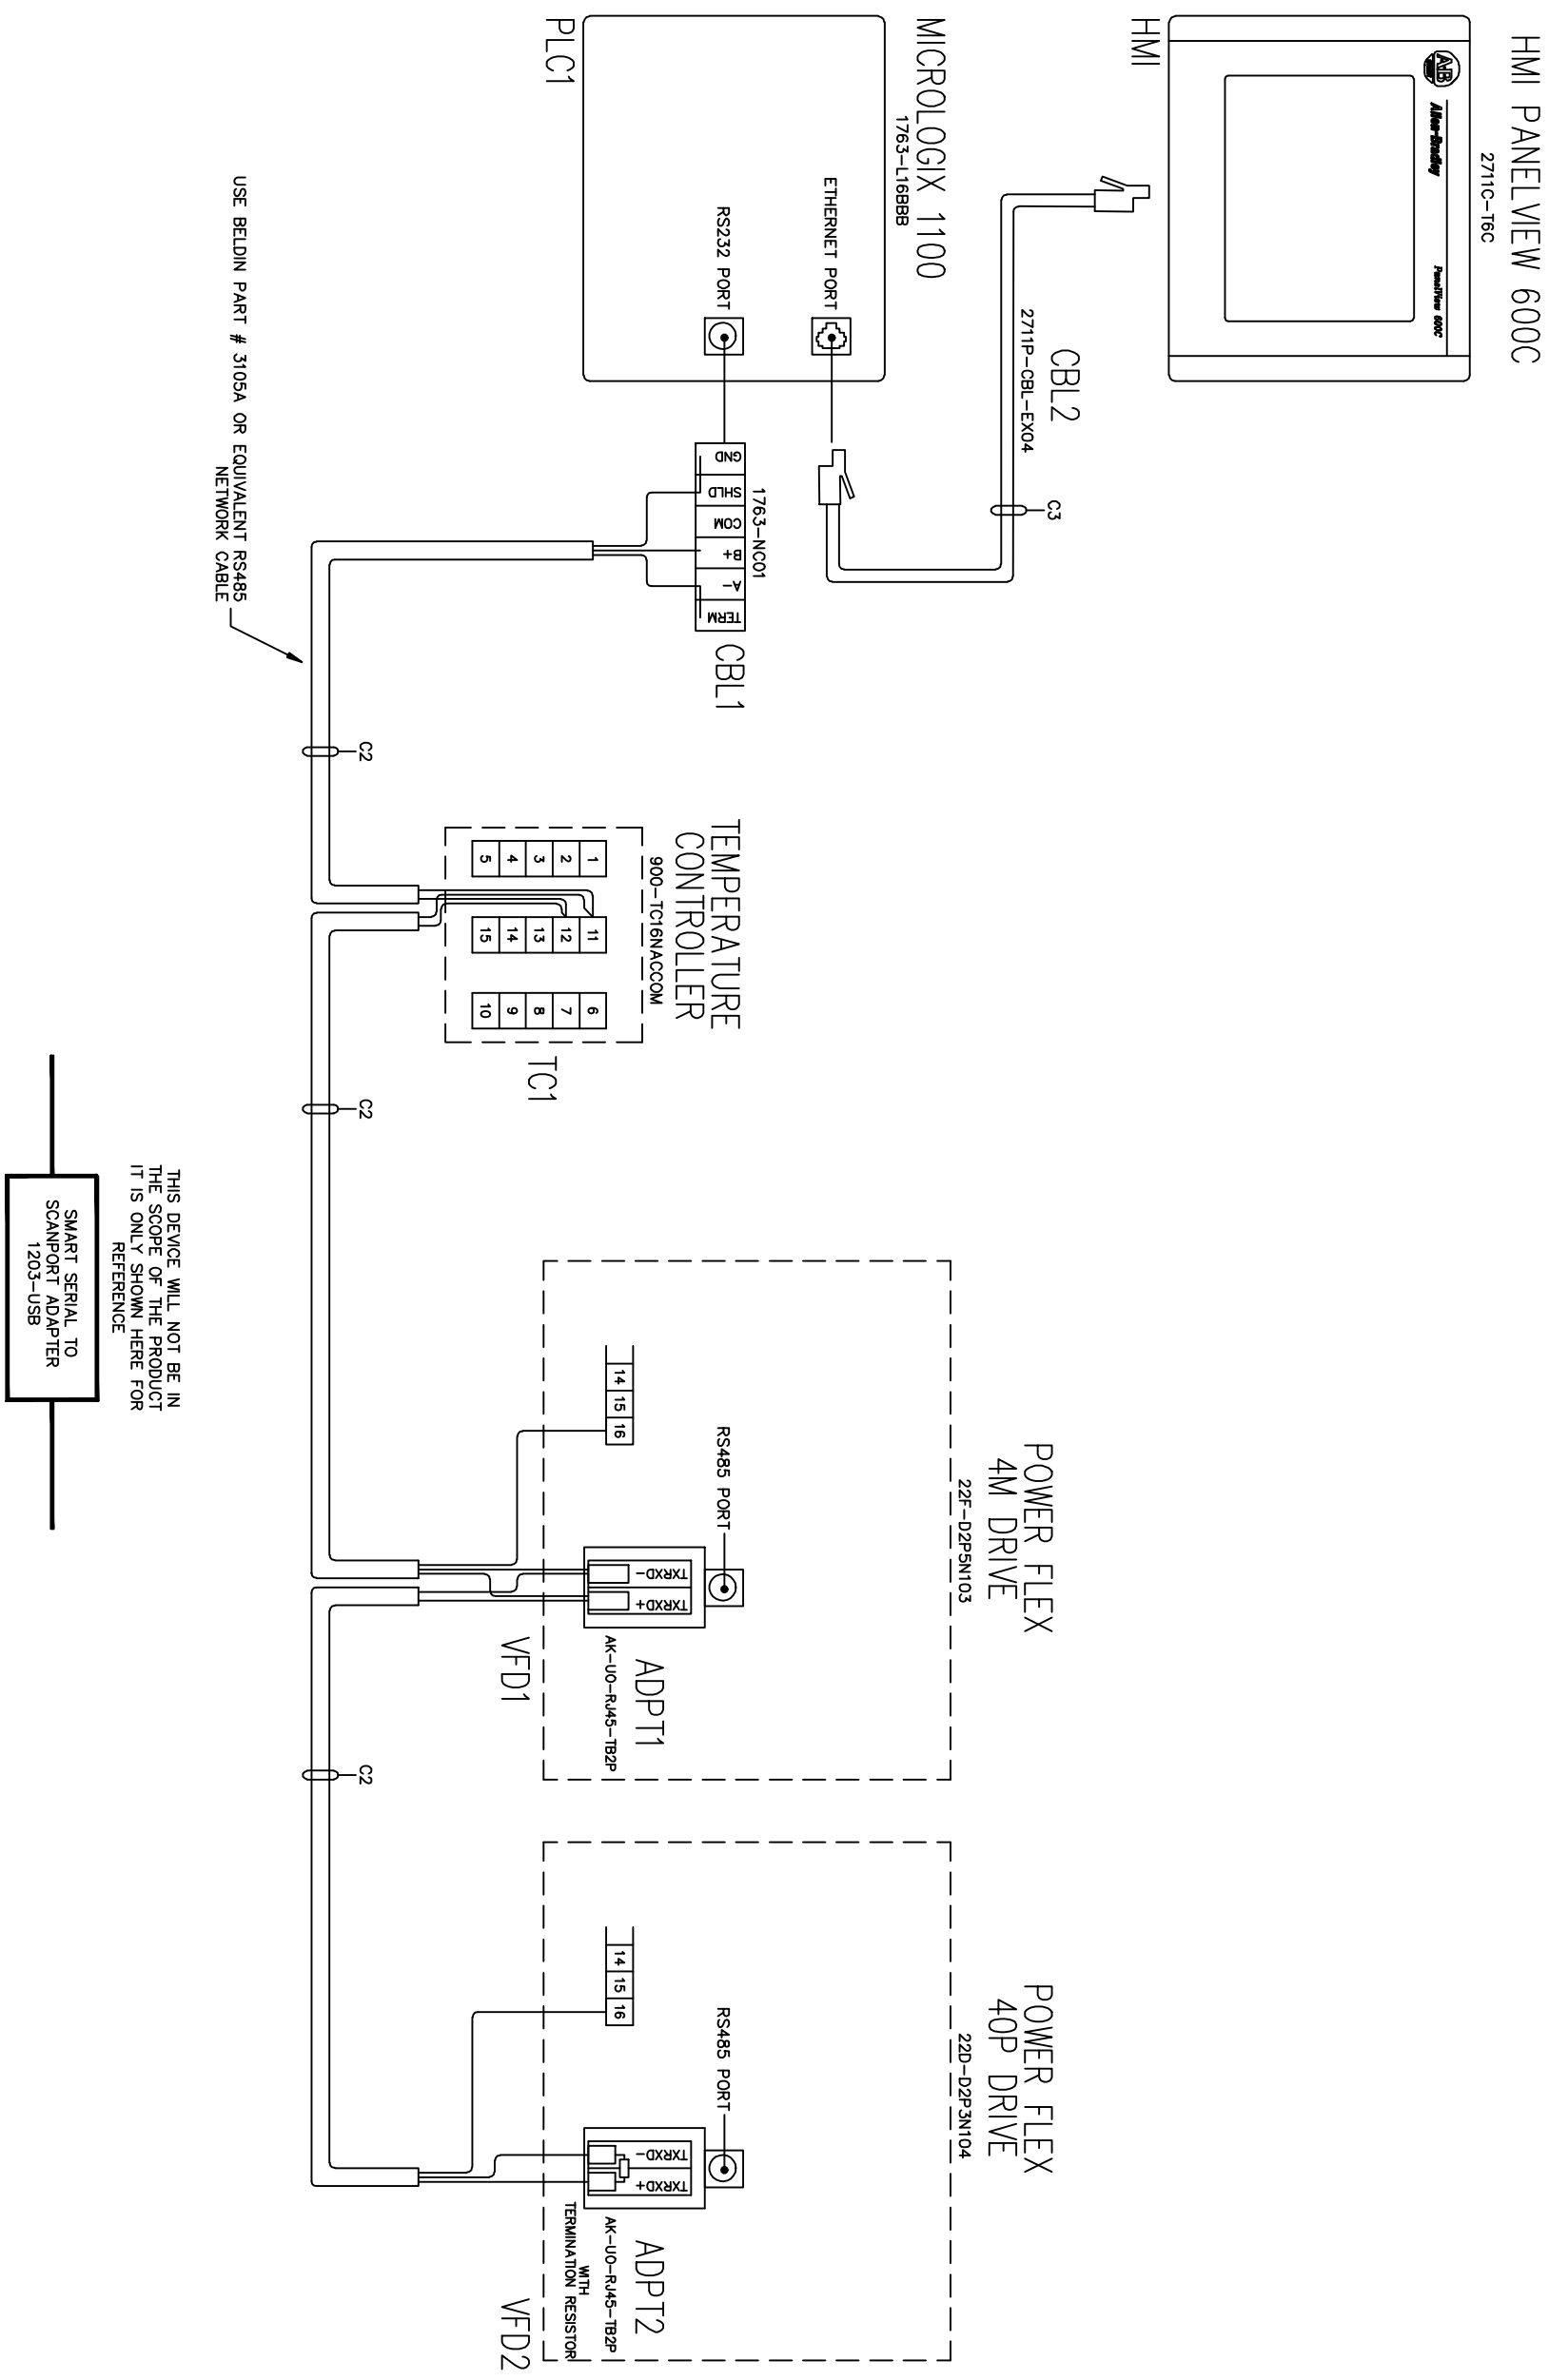 HMI PANELVIEW 600C
2711C-T6C
AB
Allen-Bradley
PanelView 600C
HMI
CBL2
2711P-CBL-EX04
C3
MICROLOGIX 1100
1763-L16BBB
ETHERNET PORT
RS232 PORT
PLC1
1763-NC01
GND
SHLD
COM
B+
A-
TERM
CBL1
USE BELDIN PART # 3105A OR EQUIVALENT RS485
NETWORK CABLE
C2
TEMPERATURE
CONTROLLER
900-TC16NACCOM
1
2
3
4
5
11
12
13
14
15
6
7
8
9
10
TC1
C2
POWER FLEX
4M DRIVE
22F-D2P5N103
RS485 PORT
14
15
16
TXRXD-
TXRXD+
ADPT1
AK-U0-RJ45-TB2P
VFD1
C2
POWER FLEX
40P DRIVE
22D-D2P3N104
RS485 PORT
14
15
16
TXRXD-
TXRXD+
ADPT2
AK-U0-RJ45-TB2P
WITH
TERMINATION RESISTOR
VFD2
THIS DEVICE WILL NOT BE IN
THE SCOPE OF THE PRODUCT
IT IS ONLY SHOWN HERE FOR
REFERENCE
SMART SERIAL TO
SCANPORT ADAPTER
1203-USB